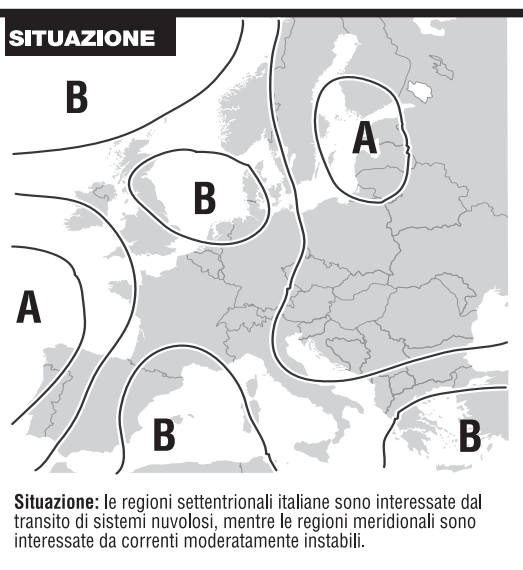 SITUAZIONE
B
A
B
A
B
B
Situazione: le regioni settentrionali italiane sono interessate dal
transito di sistemi nuvolosi, mentre le regioni meridionali sono
interessate da correnti moderatamente instabili.